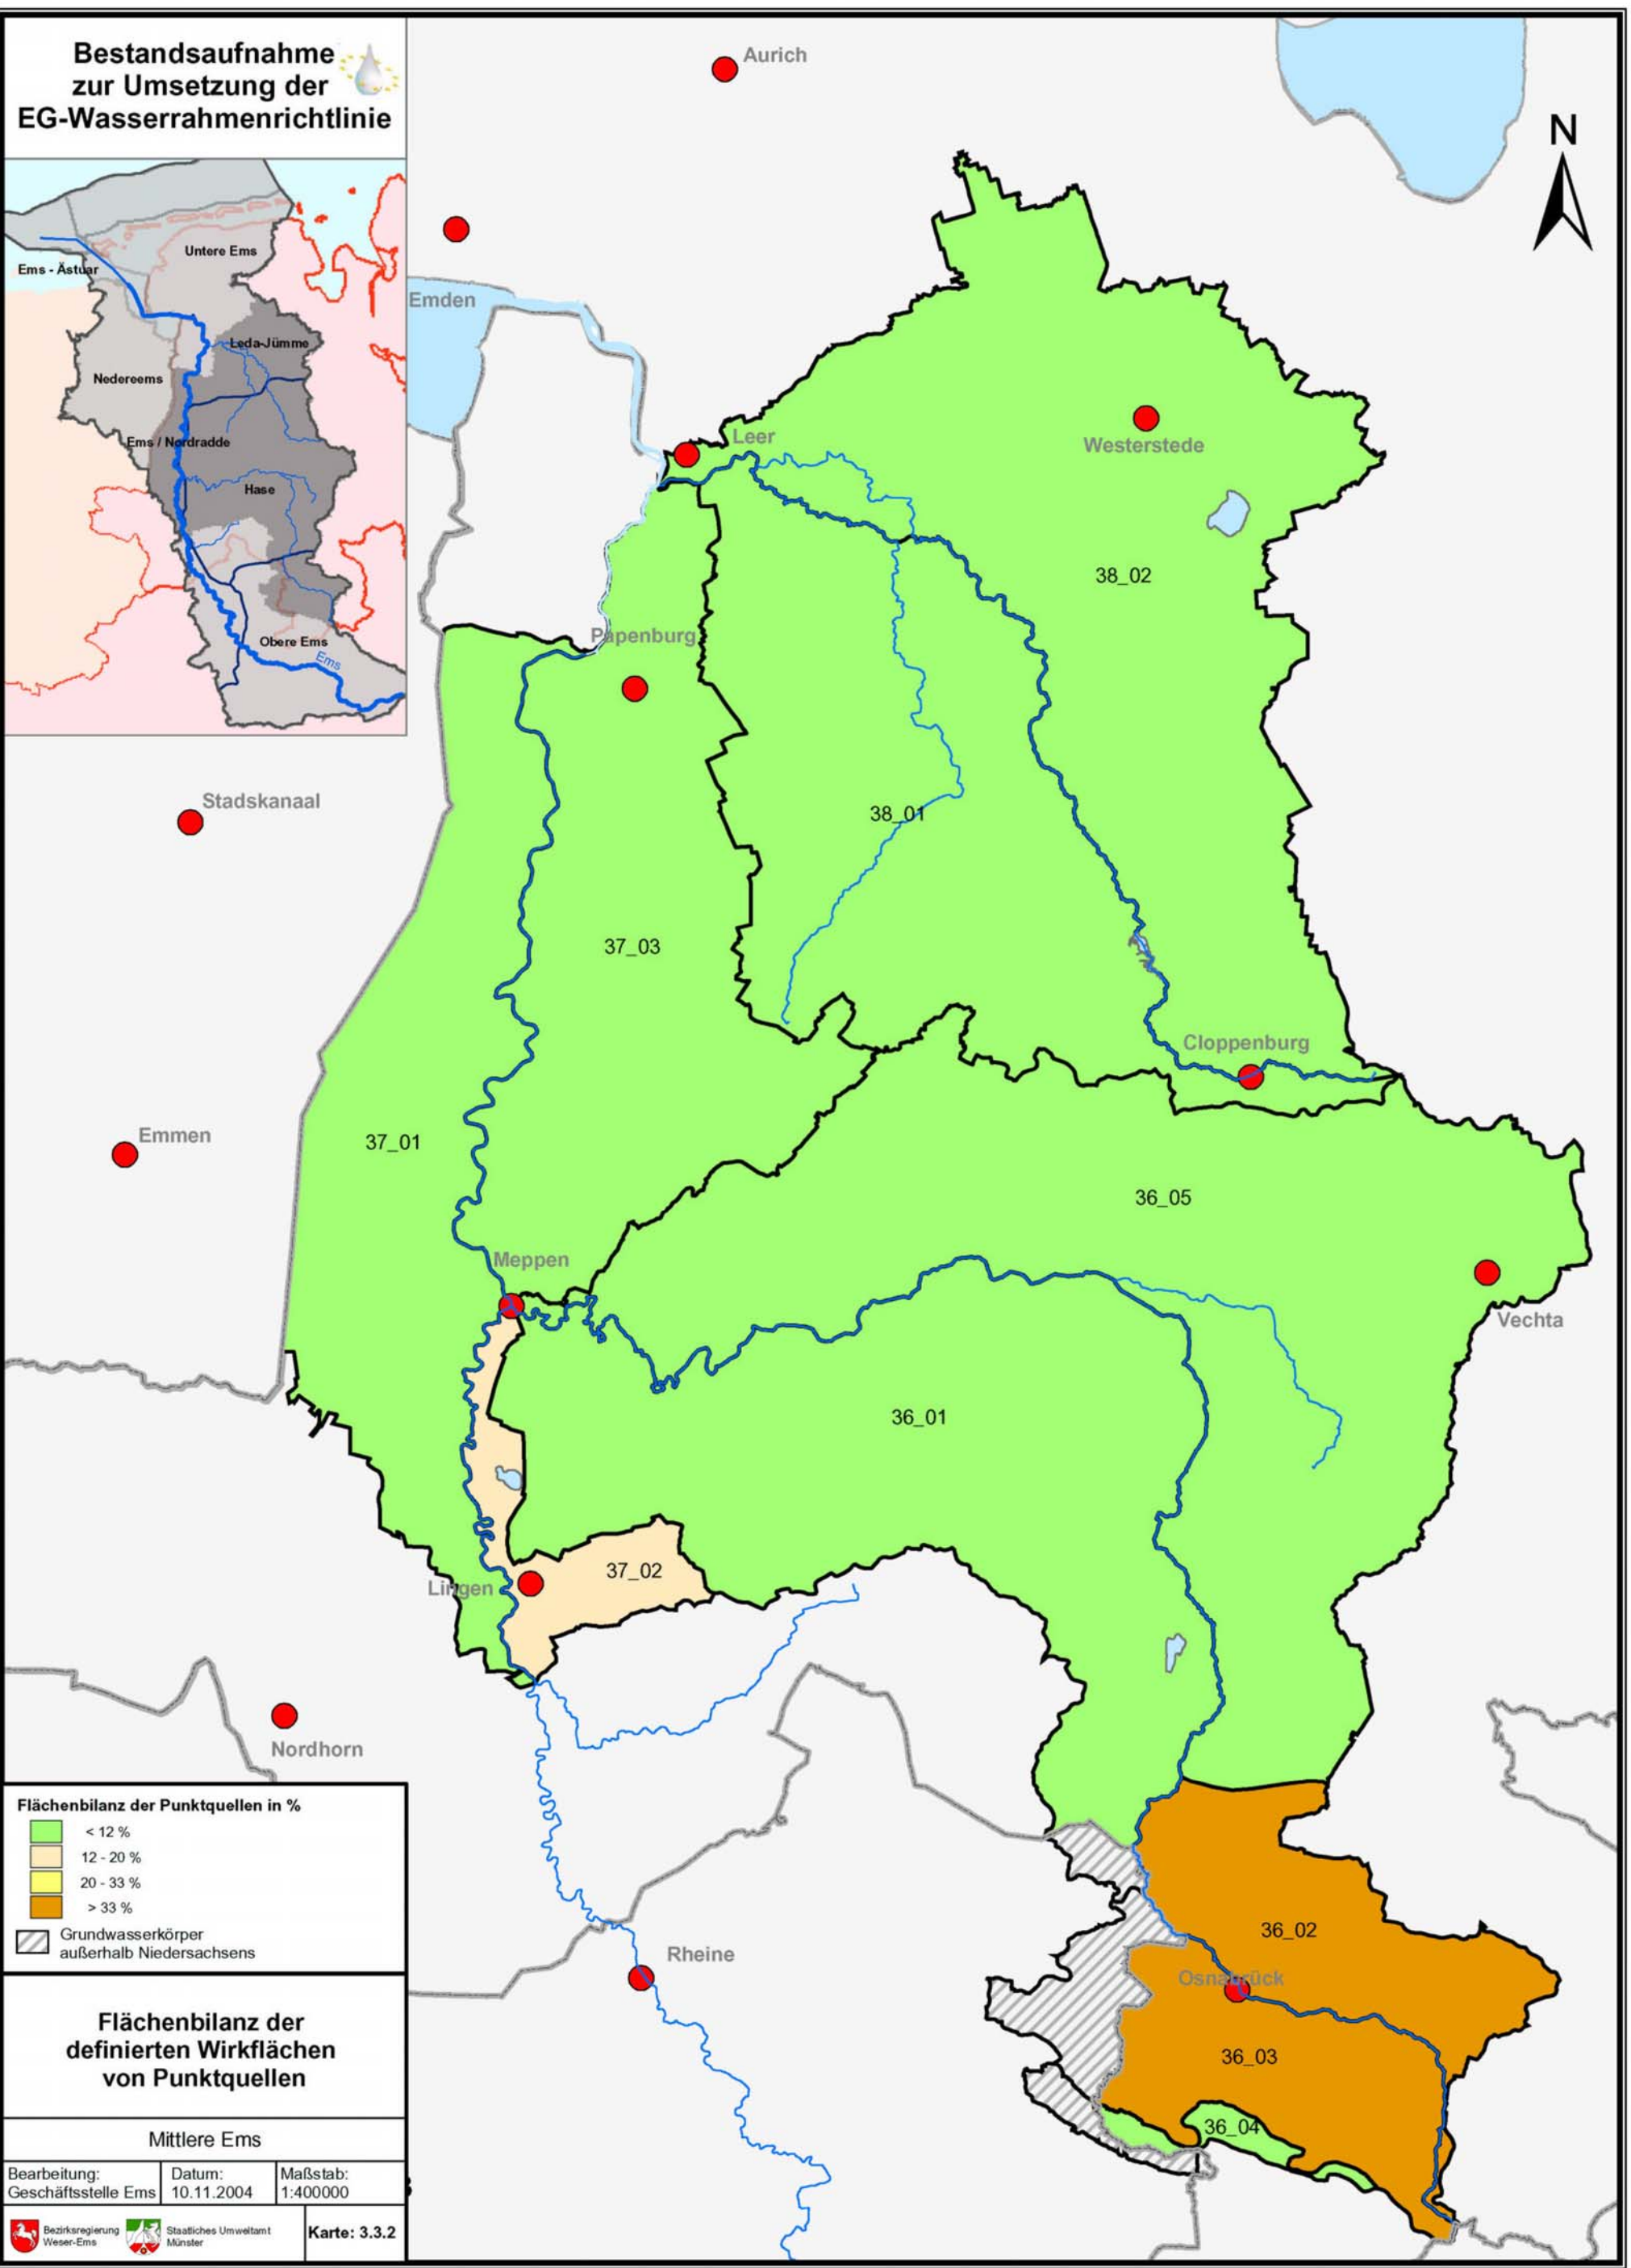 Bestandsaufnahme
zur Umsetzung der
EG-Wasserrahmenrichtlinie
Untere Ems
Ems - Ästuar
Leda-Jümme
Nedereems
Ems / Nordradde
Hase
Obere Ems
Ems
N
Aurich
Emden
Leer
Westerstede
38_02
Papenburg
Stadskanaal
38_01
37_03
Cloppenburg
Emmen
37_01
36_05
Meppen
Vechta
36_01
37_02
Lingen
Nordhorn
36_02
Rheine
Osnabrück
36_03
36_04
Flächenbilanz der Punktquellen in %
< 12 %
12 - 20 %
20 - 33 %
> 33 %
Grundwasserkörper
außerhalb Niedersachsens
Flächenbilanz der
definierten Wirkflächen
von Punktquellen
Mittlere Ems
Bearbeitung:
Geschäftsstelle Ems
Datum:
10.11.2004
Maßstab:
1:400000
Bezirksregierung
Weser-Ems
Staatliches Umweltamt
Münster
Karte: 3.3.2